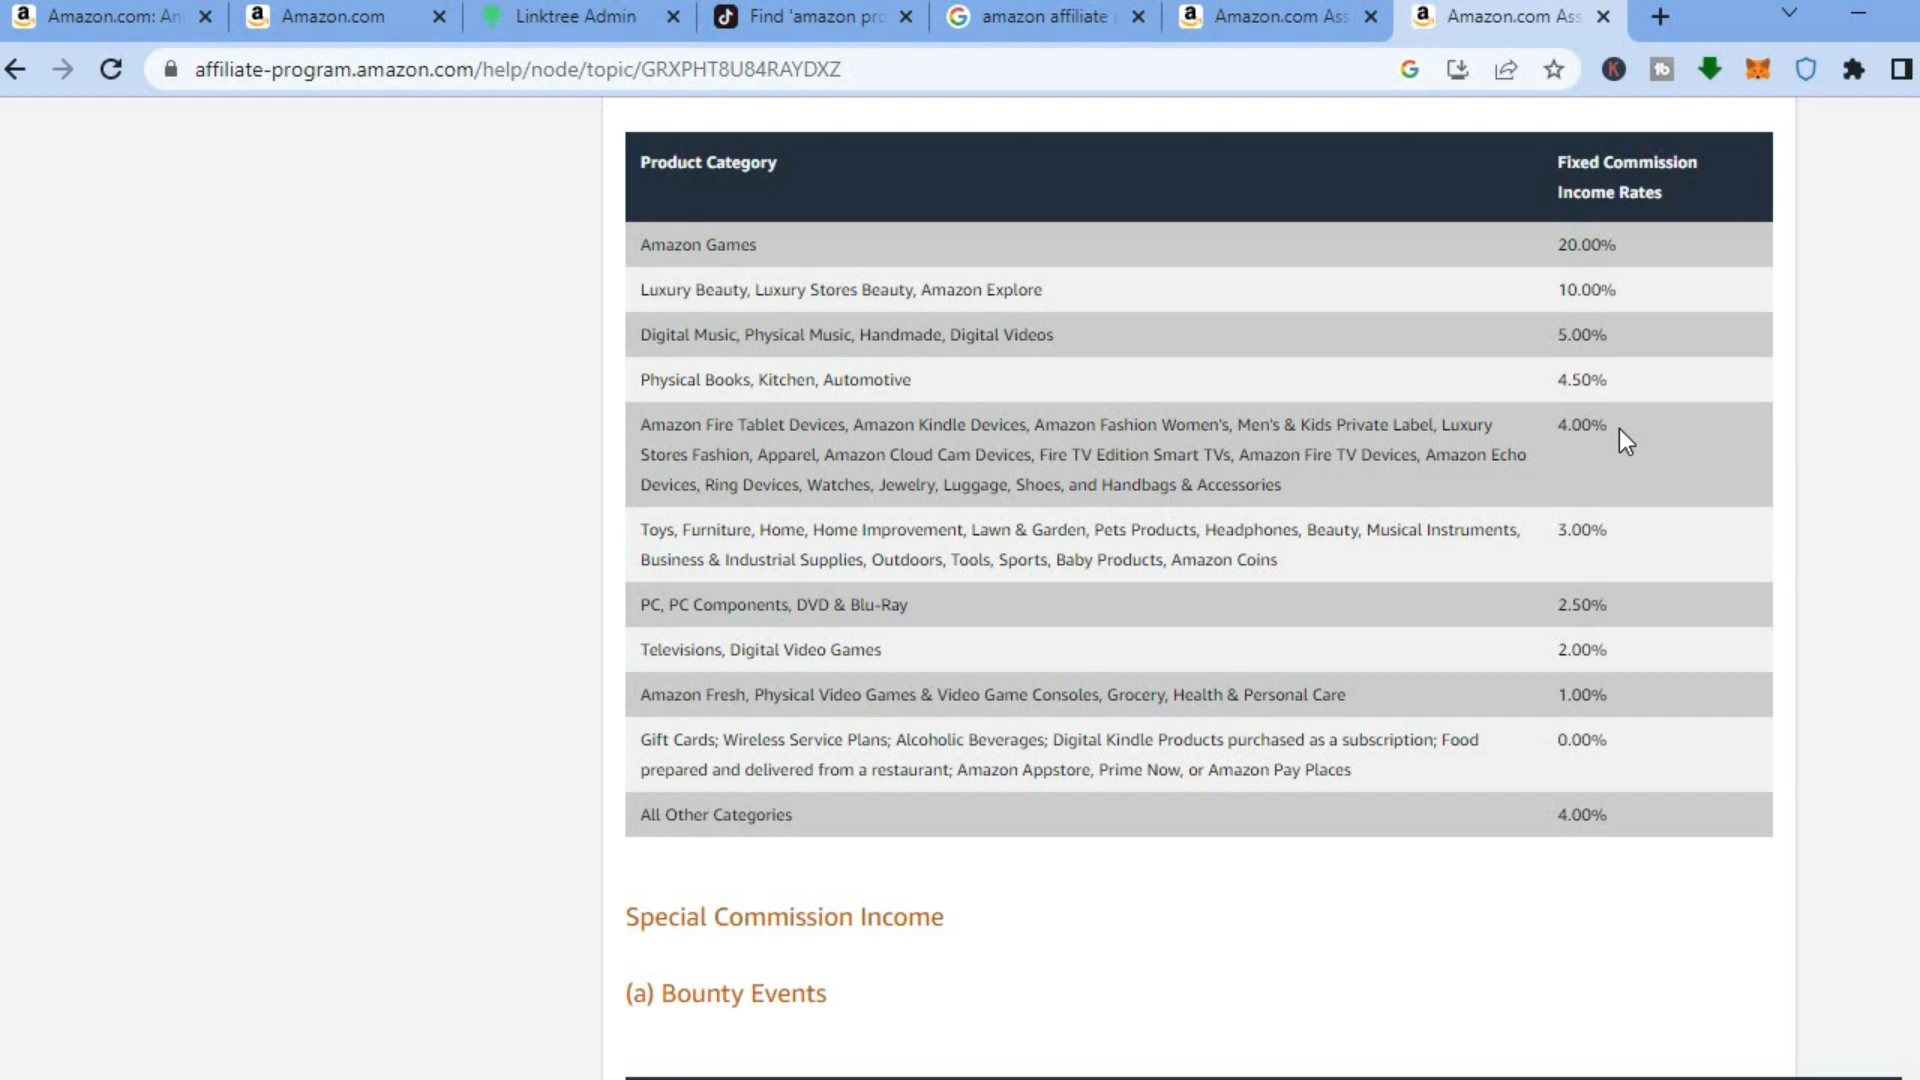 Amazon.com: An
Amazon.com
Linktree Admin
Find 'amazon pro
amazon affiliate
Amazon.com Ass
Amazon.com Ass
affiliate-program.amazon.com/help/node/topic/GRXPHT8U84RAYDXZ
Product Category
Fixed Commission
Income Rates
Amazon Games 20.00%
Luxury Beauty, Luxury Stores Beauty, Amazon Explore 10.00%
Digital Music, Physical Music, Handmade, Digital Videos 5.00%
Physical Books, Kitchen, Automotive 4.50%
Amazon Fire Tablet Devices, Amazon Kindle Devices, Amazon Fashion Women's, Men's & Kids Private Label, Luxury 4.00%
Stores Fashion, Apparel, Amazon Cloud Cam Devices, Fire TV Edition Smart TVs, Amazon Fire TV Devices, Amazon Echo
Devices, Ring Devices, Watches, Jewelry, Luggage, Shoes, and Handbags & Accessories
Toys, Furniture, Home, Home Improvement, Lawn & Garden, Pets Products, Headphones, Beauty, Musical Instruments, 3.00%
Business & Industrial Supplies, Outdoors, Tools, Sports, Baby Products, Amazon Coins
PC, PC Components, DVD & Blu-Ray 2.50%
Televisions, Digital Video Games 2.00%
Amazon Fresh, Physical Video Games & Video Game Consoles, Grocery, Health & Personal Care 1.00%
Gift Cards; Wireless Service Plans; Alcoholic Beverages; Digital Kindle Products purchased as a subscription; Food 0.00%
prepared and delivered from a restaurant; Amazon Appstore, Prime Now, or Amazon Pay Places
All Other Categories 4.00%
Special Commission Income
(a) Bounty Events